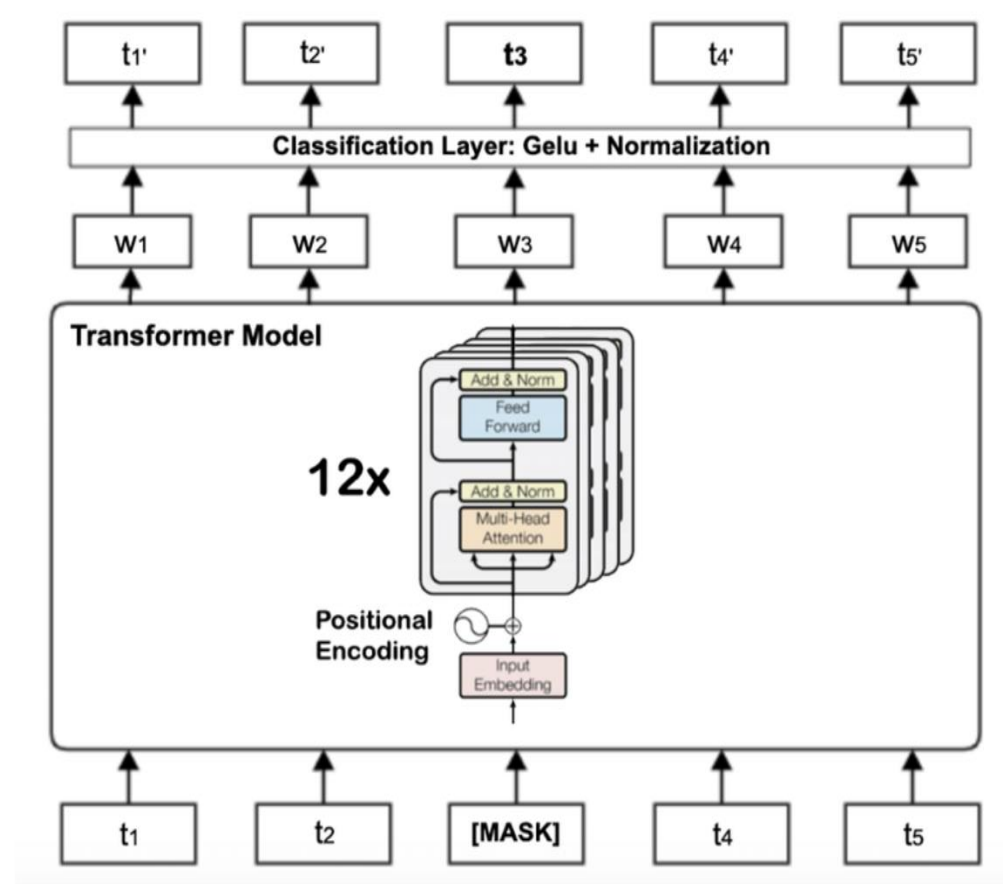 t1' t2' t3 t4' t5'
Classification Layer: Gelu + Normalization
w1 w2 w3 w4 w5
Transformer Model
Add & Norm
Feed
Forward
12x
Add & Norm
Multi-Head
Attention
Positional
Encoding
Input
Embedding
t1 t2 [MASK] t4 t5